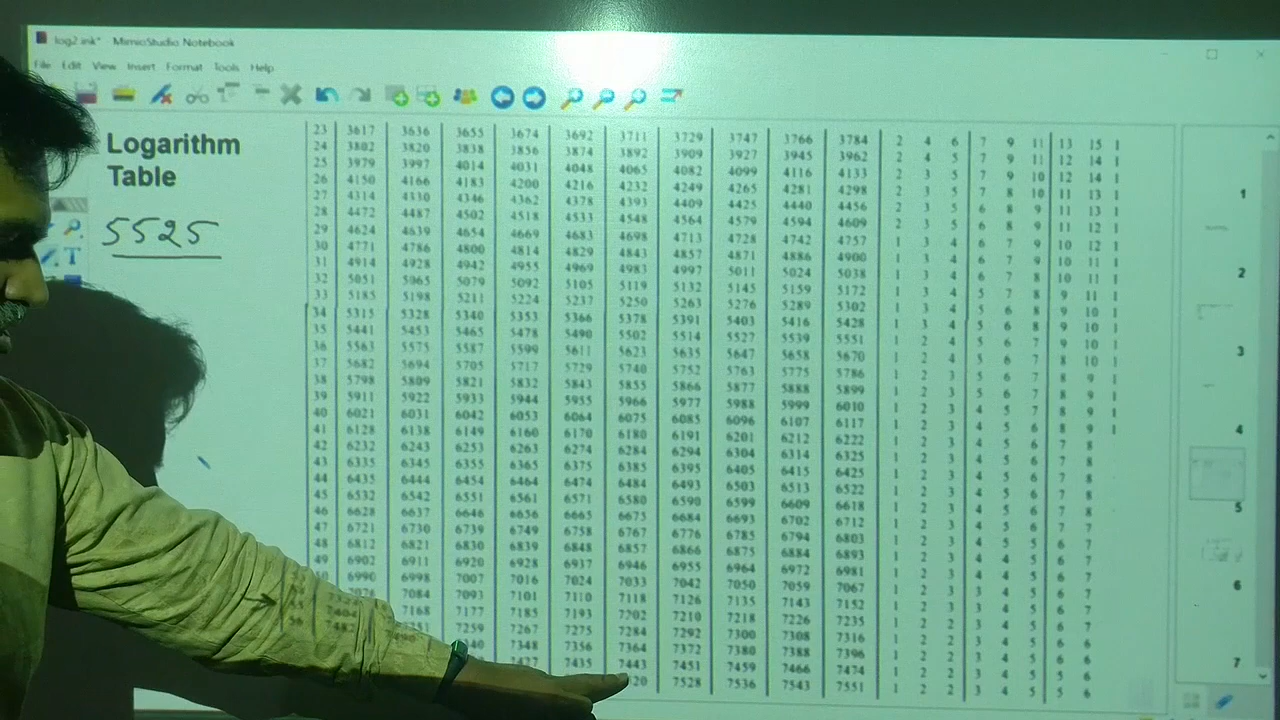 log2.ink* - MimioStudio Notebook
File Edit View Insert Format Tools Help
Logarithm
Table
5525
23 3617 3636 3655 3674 3692 3711 3729 3747 3766 3784 2 4 6 7 9 11 13 15 1
24 3802 3820 3838 3856 3874 3892 3909 3927 3945 3962 2 4 5 7 9 11 12 14 1
25 3979 3997 4014 4031 4048 4065 4082 4099 4116 4133 2 3 5 7 9 10 12 14 1
26 4150 4166 4183 4200 4216 4232 4249 4265 4281 4298 2 3 5 7 8 10 11 13 1
27 4314 4330 4346 4362 4378 4393 4409 4425 4440 4456 2 3 5 6 8 9 11 13 1
28 4472 4487 4502 4518 4533 4548 4564 4579 4594 4609 2 3 5 6 8 9 11 12 1
29 4624 4639 4654 4669 4683 4698 4713 4728 4742 4757 1 3 4 6 7 9 10 12 1
30 4771 4786 4800 4814 4829 4843 4857 4871 4886 4900 1 3 4 6 7 9 10 11 1
31 4914 4928 4942 4955 4969 4983 4997 5011 5024 5038 1 3 4 6 7 8 10 11 1
32 5051 5065 5079 5092 5105 5119 5132 5145 5159 5172 1 3 4 5 7 8 9 11 1
33 5185 5198 5211 5224 5237 5250 5263 5276 5289 5302 1 3 4 5 6 8 9 10 1
34 5315 5328 5340 5353 5366 5378 5391 5403 5416 5428 1 3 4 5 6 8 9 10 1
35 5441 5453 5465 5478 5490 5502 5514 5527 5539 5551 1 2 4 5 6 7 9 10 1
36 5563 5575 5587 5599 5611 5623 5635 5647 5658 5670 1 2 4 5 6 7 8 10 1
37 5682 5694 5705 5717 5729 5740 5752 5763 5775 5786 1 2 3 5 6 7 8 9 1
38 5798 5809 5821 5832 5843 5855 5866 5877 5888 5899 1 2 3 5 6 7 8 9 1
39 5911 5922 5933 5944 5955 5966 5977 5988 5999 6010 1 2 3 4 5 7 8 9 1
40 6021 6031 6042 6053 6064 6075 6085 6096 6107 6117 1 2 3 4 5 6 8 9 1
41 6128 6138 6149 6160 6170 6180 6191 6201 6212 6222 1 2 3 4 5 6 7 8
42 6232 6243 6253 6263 6274 6284 6294 6304 6314 6325 1 2 3 4 5 6 7 8
43 6335 6345 6355 6365 6375 6385 6395 6405 6415 6425 1 2 3 4 5 6 7 8
44 6435 6444 6454 6464 6474 6484 6493 6503 6513 6522 1 2 3 4 5 6 7 8
45 6532 6542 6551 6561 6571 6580 6590 6599 6609 6618 1 2 3 4 5 6 7 8
46 6628 6637 6646 6656 6665 6675 6684 6693 6702 6712 1 2 3 4 5 6 7 7
47 6721 6730 6739 6749 6758 6767 6776 6785 6794 6803 1 2 3 4 5 5 6 7
48 6812 6821 6830 6839 6848 6857 6866 6875 6884 6893 1 2 3 4 4 5 6 7
49 6902 6911 6920 6928 6937 6946 6955 6964 6972 6981 1 2 3 4 4 5 6 7
6990 6998 7007 7016 7024 7033 7042 7050 7059 7067 1 2 3 3 4 5 6 7
7076 7084 7093 7101 7110 7118 7126 7135 7143 7152 1 2 3 3 4 5 6 7
7168 7177 7185 7193 7202 7210 7218 7226 7235 1 2 2 3 4 5 6 7
7259 7267 7275 7284 7292 7300 7308 7316 1 2 2 3 4 5 6 6
7348 7356 7364 7372 7380 7388 7396 1 2 2 3 4 5 6 6
55 7404 7435 7443 7451 7459 7466 7474 1 2 2 3 4 5 5 6
56 7482 7490 7528 7536 7543 7551 1 2 2 3 4 5 5 6
1
2
3
4
5
6
7